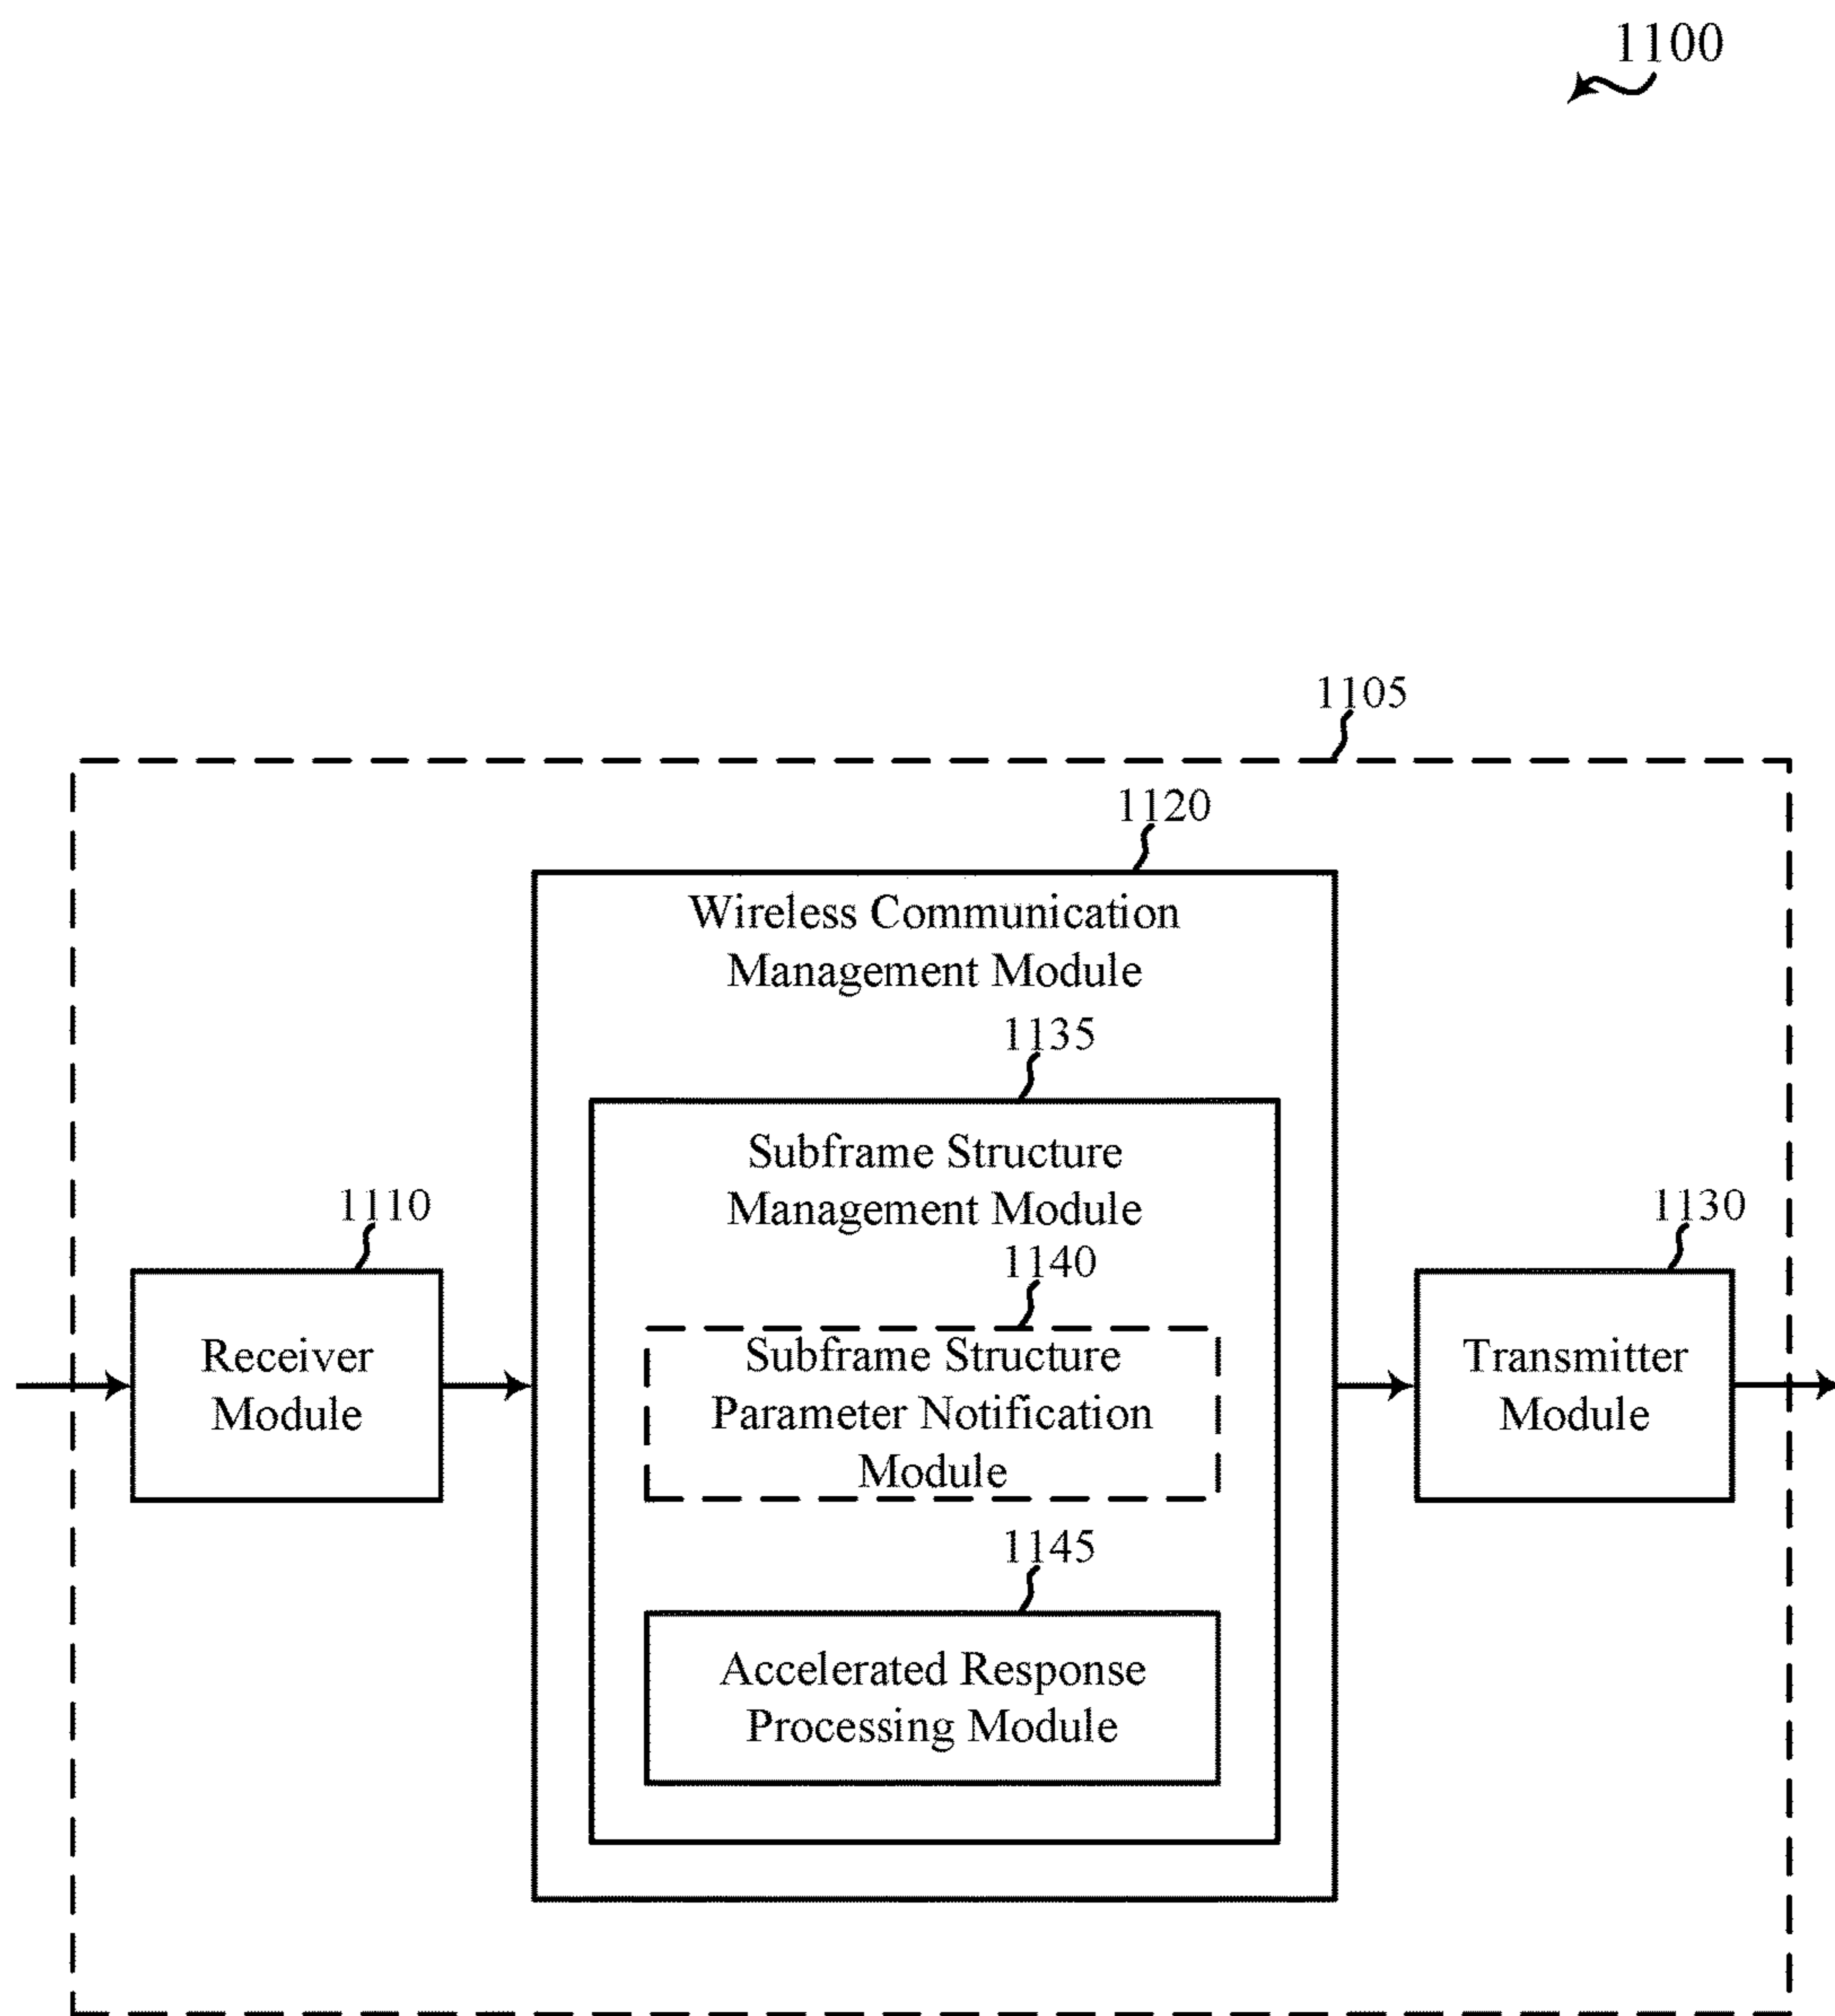 1100
1105
1120
Wireless Communication
Management Module
1135
Subframe Structure
Management Module
1110
1130
1140
Receiver
Module
Subframe Structure
Parameter Notification
Module
Transmitter
Module
1145
Accelerated Response
Processing Module